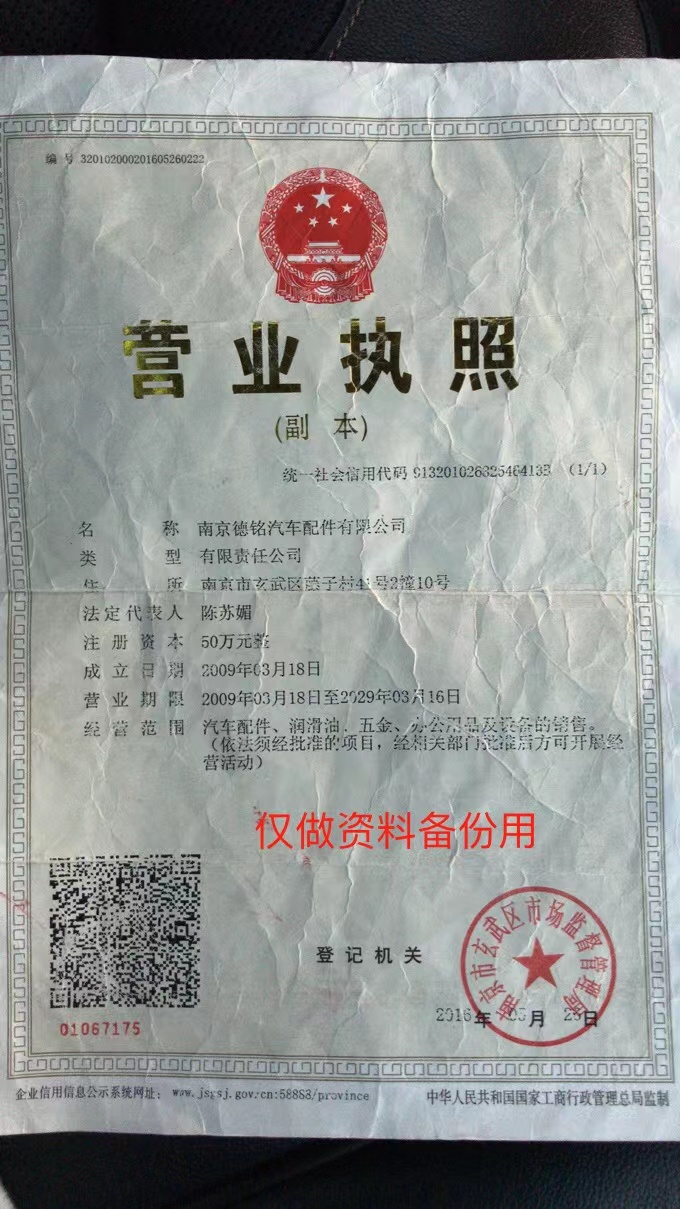 编 号 320102000201605260222
营业执照
(副 本)
统一社会信用代码 (1/1)
名 称 南京德铭汽车配件有限公司
类 型 有限责任公司
住 所 南京市玄武区 村 号2幢10号
法定代表人 陈苏媚
注册资本 50万元整
成立日期 2009年03月18日
营业期限 2009年03月18日至2029年03月16日
经营范围 汽车配件、润滑油、五金、办公用品及设备的销售。
(依法须经批准的项目,经相关部门批准后方可开展经
营活动)
仅做资料备份用
登记机关
南京市玄武区市场监督管理局
2016年 月 日
01067175
企业信用信息公示系统网址: www.jsgsj.gov.cn:58888/province
中华人民共和国国家工商行政管理总局监制